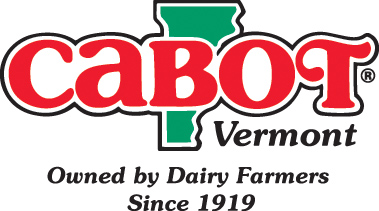 CABOT®
Vermont
Owned by Dairy Farmers
Since 1919